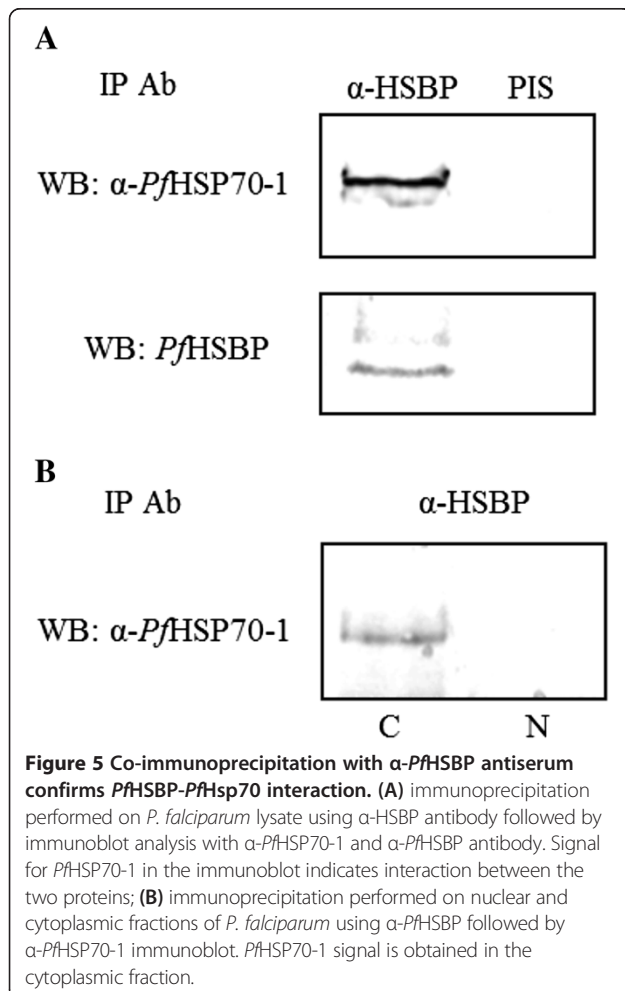 A
IP Ab α-HSBP PIS
WB: α-PfHSP70-1
WB: PfHSBP
B
IP Ab α-HSBP
WB: α-PfHSP70-1
C N
Figure 5 Co-immunoprecipitation with α-PfHSBP antiserum
confirms PfHSBP-PfHsp70 interaction. (A) immunoprecipitation
performed on P. falciparum lysate using α-HSBP antibody followed by
immunoblot analysis with α-PfHSP70-1 and α-PfHSBP antibody. Signal
for PfHSP70-1 in the immunoblot indicates interaction between the
two proteins; (B) immunoprecipitation performed on nuclear and
cytoplasmic fractions of P. falciparum using α-PfHSBP followed by
α-PfHSP70-1 immunoblot. PfHSP70-1 signal is obtained in the
cytoplasmic fraction.